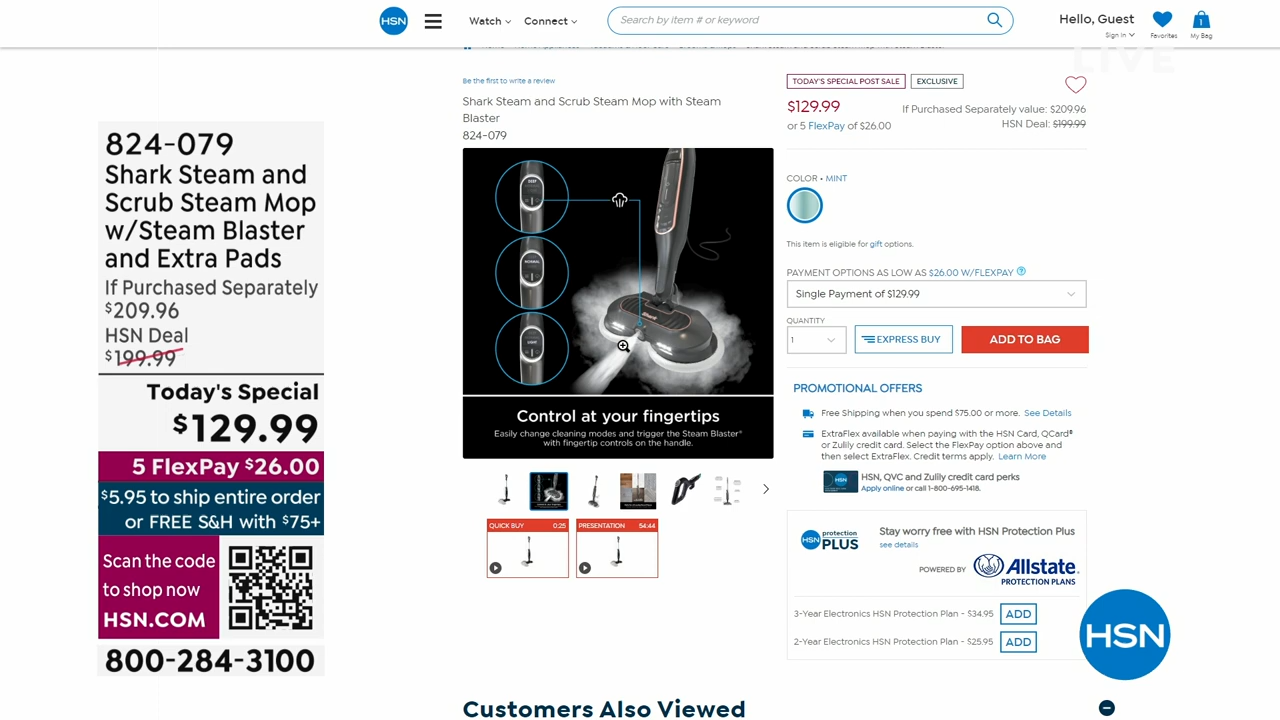 HSN
Watch
Connect
Search by item # or keyword
Hello, Guest
Sign In
Favorites
1
My Bag
LIVE
824-079
Shark Steam and
Scrub Steam Mop
w/Steam Blaster
and Extra Pads
If Purchased Separately
$209.96
HSN Deal
$199.99
Today's Special
$129.99
5 FlexPay $26.00
$5.95 to ship entire order
or FREE S&H with $75+
Scan the code
to shop now
HSN.COM
800-284-3100
Be the first to write a review
Shark Steam and Scrub Steam Mop with Steam
Blaster
824-079
NORMAL
Shark
Control at your fingertips
Easily change cleaning modes and trigger the Steam Blaster®
with fingertip controls on the handle.
QUICK BUY 0:25
PRESENTATION 54:44
TODAY'S SPECIAL POST SALE
EXCLUSIVE
$129.99
If Purchased Separately value: $209.96
or 5 FlexPay of $26.00
HSN Deal: $199.99
COLOR • MINT
This item is eligible for gift options.
PAYMENT OPTIONS AS LOW AS $26.00 W/FLEXPAY ?
Single Payment of $129.99
QUANTITY
1
EXPRESS BUY
ADD TO BAG
PROMOTIONAL OFFERS
Free Shipping when you spend $75.00 or more. See Details
ExtraFlex available when paying with the HSN Card, QCard®
or Zulily credit card. Select the FlexPay option above and
then select ExtraFlex. Credit terms apply. Learn More
HSN, QVC and Zulily credit card perks
Apply online or call 1-800-695-1418.
HSN protection PLUS
Stay worry free with HSN Protection Plus
see details
POWERED BY
Allstate.
PROTECTION PLANS
3-Year Electronics HSN Protection Plan - $34.95 ADD
2-Year Electronics HSN Protection Plan - $25.95 ADD
HSN
Customers Also Viewed